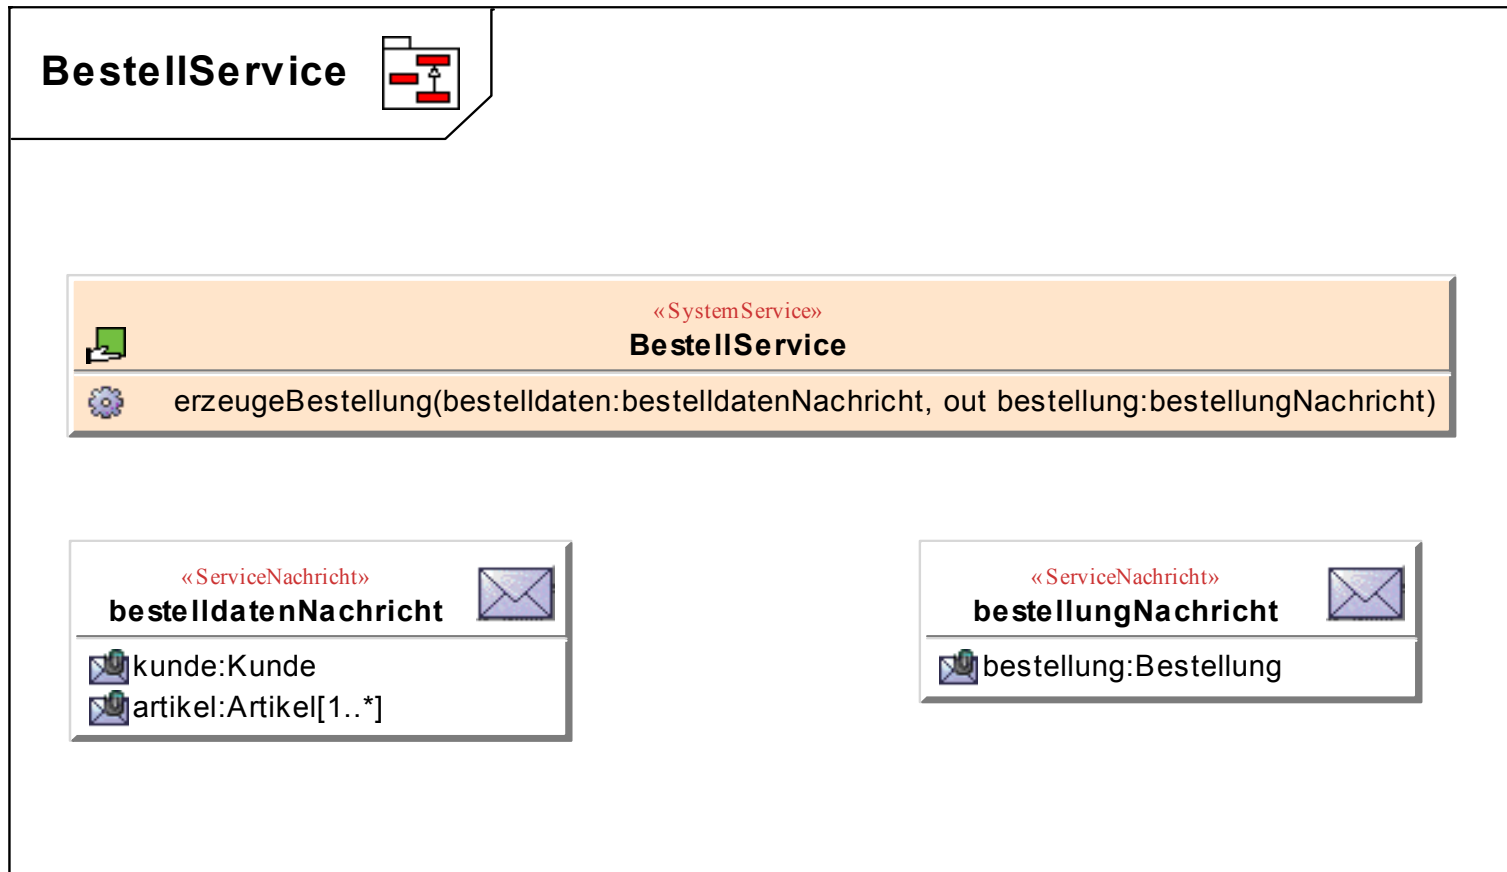 BestellService
«SystemService»
BestellService
erzeugeBestellung(bestelldaten:bestelldatenNachricht, out bestellung:bestellungNachricht)
«ServiceNachricht»
bestelldatenNachricht
kunde:Kunde
artikel:Artikel[1..*]
«ServiceNachricht»
bestellungNachricht
bestellung:Bestellung